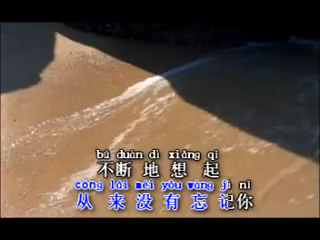 bú duàn dì xiǎng qǐ
不断地想起
cóng lái méi yǒu wàng jì nǐ
从来没有忘记你